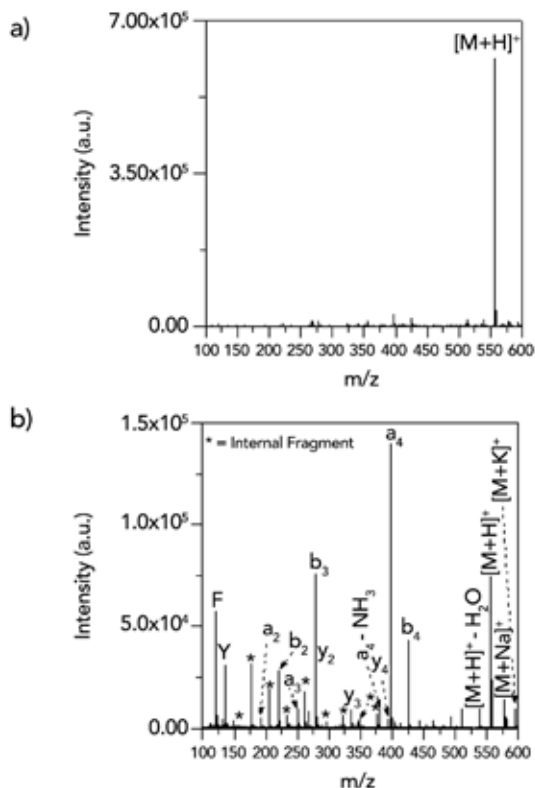 a)
7.00x10⁵
[M+H]⁺
3.50x10⁵
Intensity (a.u.)
0.00
100 150 200 250 300 350 400 450 500 550 600
m/z
b)
1.5x10⁵
* = Internal Fragment
a₄
[M+K]⁺
[M+H]⁺
1.0x10⁵
Intensity (a.u.)
b₃
F
a₄ - NH₃
[M+H]⁺ - H₂O
5.0x10⁴
Y
a₂
b₂
y₂
y₄
b₄
[M+Na]⁺
*
*
a₃
*
y₃
*
*
*
*
*
*
0.00
100 150 200 250 300 350 400 450 500 550 600
m/z